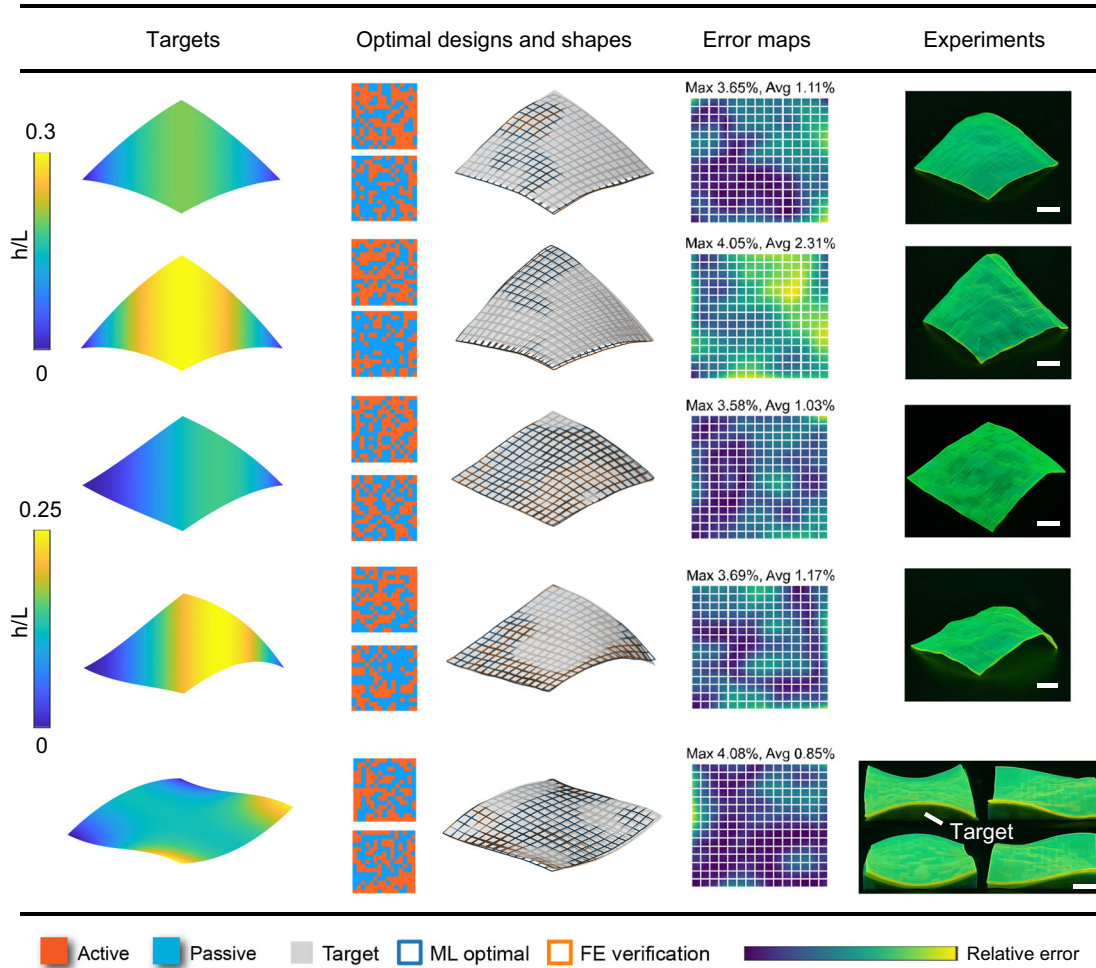 Targets Optimal designs and shapes Error maps Experiments
Max 3.65%, Avg 1.11%
0.3
h/L
0
Max 4.05%, Avg 2.31%
Max 3.58%, Avg 1.03%
0.25
h/L
0
Max 3.69%, Avg 1.17%
Max 4.08%, Avg 0.85%
Target
Active Passive Target ML optimal FE verification Relative error